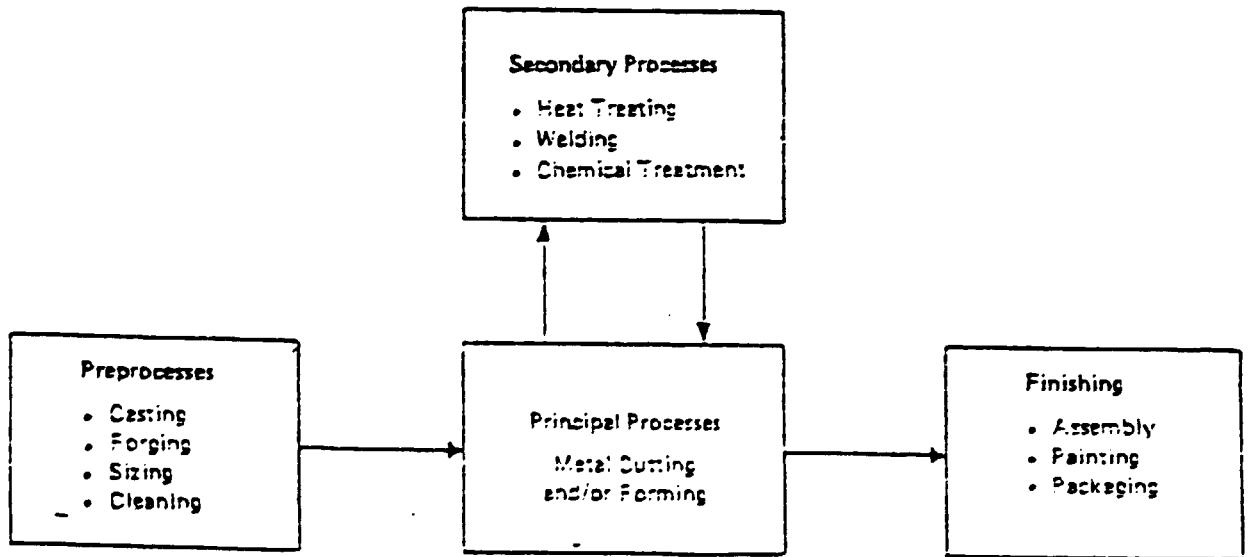 Secondary Processes
• Heat Treating
• Welding
• Chemical Treatment
Preprocesses
• Casting
• Forging
• Sizing
• Cleaning
Principal Processes
Metal Cutting
and/or Forming
Finishing
• Assembly
• Painting
• Packaging